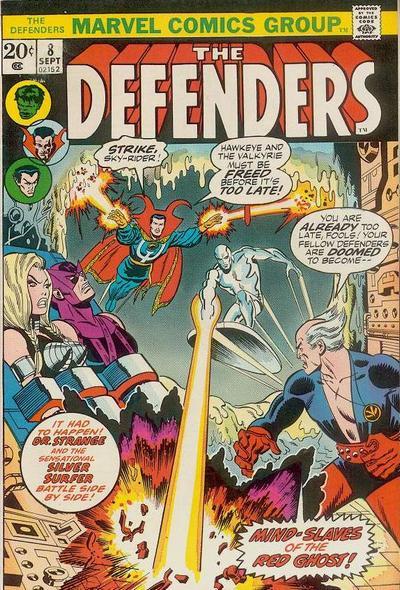 THE
DEFENDERS
MARVEL COMICS GROUP™
APPROVED
BY THE
COMICS
CODE
AUTHORITY
20¢
8
SEPT
02152
CC
THE
DEFENDERS™
STRIKE,
SKY-RIDER!
HAWKEYE AND
THE VALKYRIE
MUST BE
FREED
BEFORE IT'S
TOO LATE!
YOU ARE
ALREADY TOO
LATE, FOOLS! YOUR
FELLOW DEFENDERS
ARE DOOMED
TO BECOME--
IT HAD
TO HAPPEN!
DR. STRANGE
AND THE
SENSATIONAL
SILVER
SURFER
BATTLE SIDE
BY SIDE!
MIND-SLAVES
OF THE
RED GHOST!